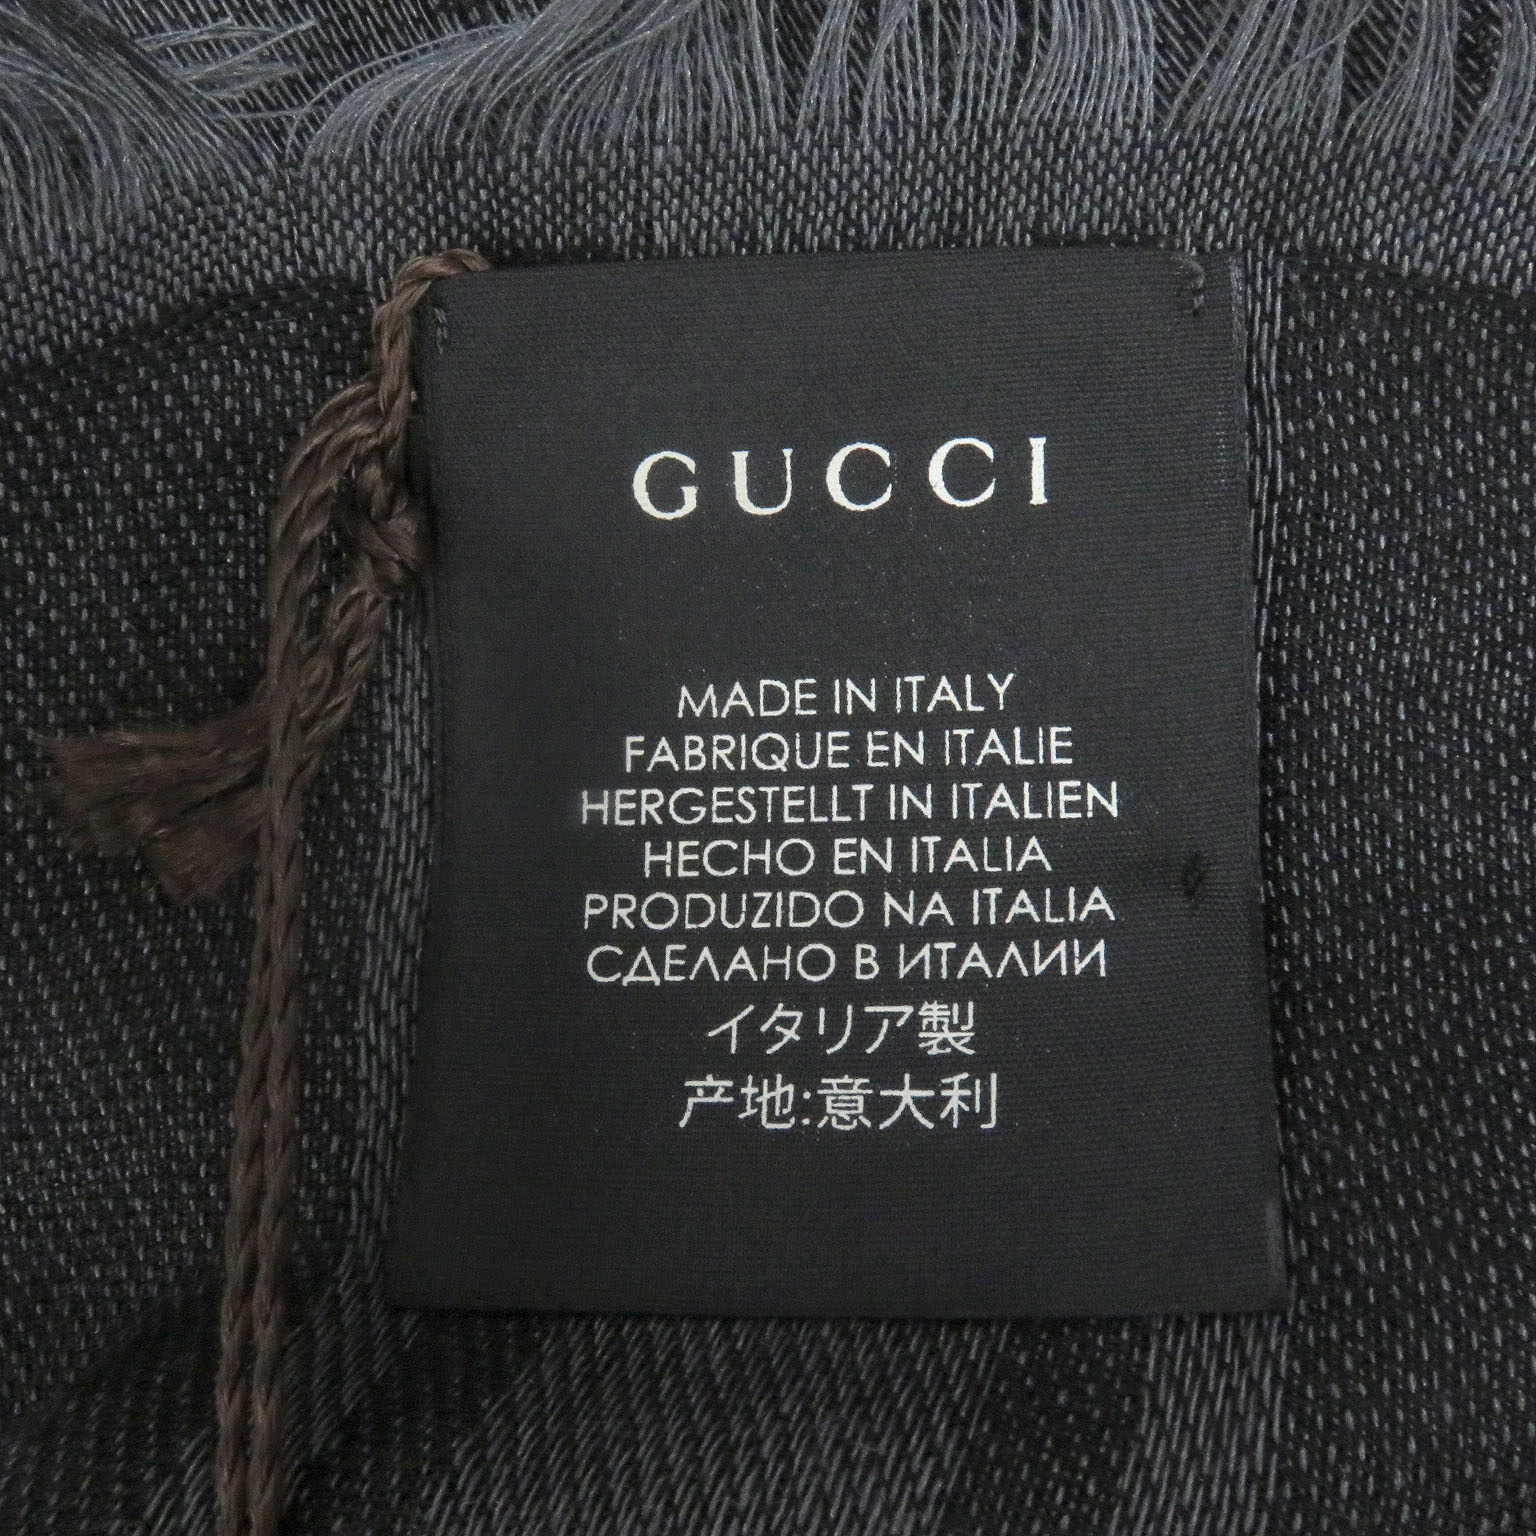 GUCCI
MADE IN ITALY
FABRIQUE EN ITALIE
HERGESTELLT IN ITALIEN
HECHO EN ITALIA
PRODUZIDO NA ITALIA
СДЕЛАНО В ИТАЛИИ
イタリア製
产地:意大利